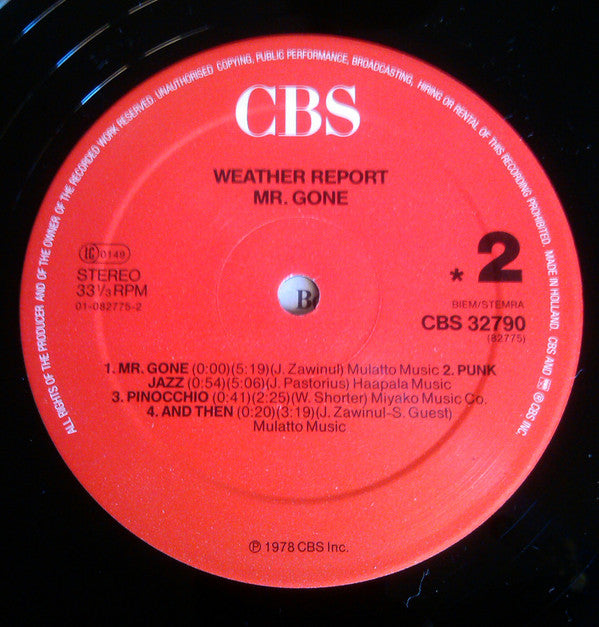 ALL RIGHTS OF THE PRODUCER AND OF THE OWNER OF THE RECORDED WORK RESERVED. UNAUTHORISED COPYING, PUBLIC PERFORMANCE, BROADCASTING, HIRING OR RENTAL OF THIS RECORDING PROHIBITED. MADE IN HOLLAND. CBS AND ℗ CBS INC.
CBS
WEATHER REPORT
MR. GONE
LC 0149
STEREO
33⅓ RPM
01-082775-2
* 2
BIEM/STEMRA
CBS 32790
(82775)
1. MR. GONE (0:00)(5:19)(J. Zawinul) Mulatto Music 2. PUNK
JAZZ (0:54)(5:06)(J. Pastorius) Haapala Music
3. PINOCCHIO (0:41)(2:25)(W. Shorter) Miyako Music Co.
4. AND THEN (0:20)(3:19)(J. Zawinul-S. Guest)
Mulatto Music
℗ 1978 CBS Inc.